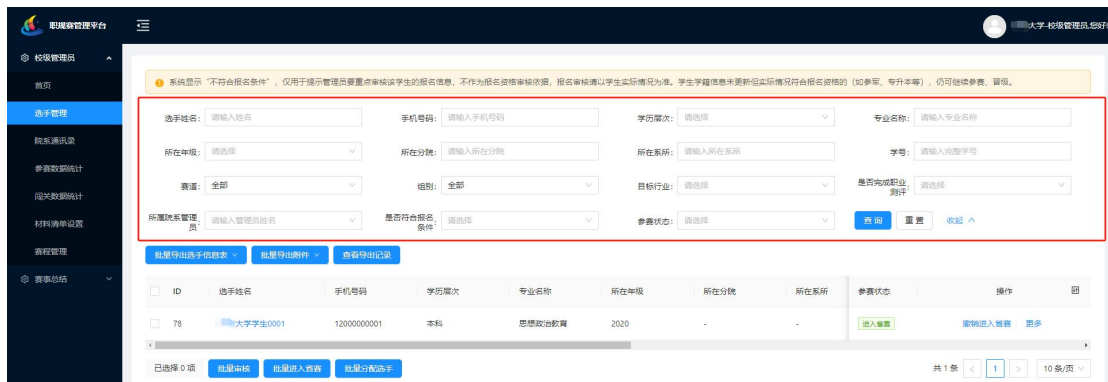 职规赛管理平台
大学-校级管理员,您好
校级管理员
首页
选手管理
院系通讯录
参赛数据统计
闯关数据统计
材料清单设置
赛程管理
赛事总结
系统显示“不符合报名条件”，仅用于提示管理员要重点审核该学生的报名信息，不作为报名资格审核依据，报名审核请以学生实际情况为准。学生学籍信息未更新但实际情况符合报名资格的（如参军、专升本等），仍可继续参赛、晋级。
选手姓名: 请输入姓名 手机号码: 请输入手机号码 学历层次: 请选择 专业名称: 请输入专业名称
所在年级: 请选择 所在分院: 请输入所在分院 所在系所: 请输入所在系所 学号: 请输入完整学号
赛道: 全部 组别: 全部 目标行业: 请选择 是否完成职业测评: 请选择
所属院系管理员: 请输入管理员姓名 是否符合报名条件: 请选择 参赛状态: 请选择 查询 重置 收起
批量导出选手信息表 批量导出附件 查看导出记录
ID 选手姓名 手机号码 学历层次 专业名称 所在年级 所在分院 所在系所 参赛状态 操作
78 大学学生0001 12000000001 本科 思想政治教育 2020 - - 进入省赛 撤销进入省赛 更多
已选择 0 项 批量审核 批量进入省赛 批量分配选手 共 1 条 < 1 > 10 条/页